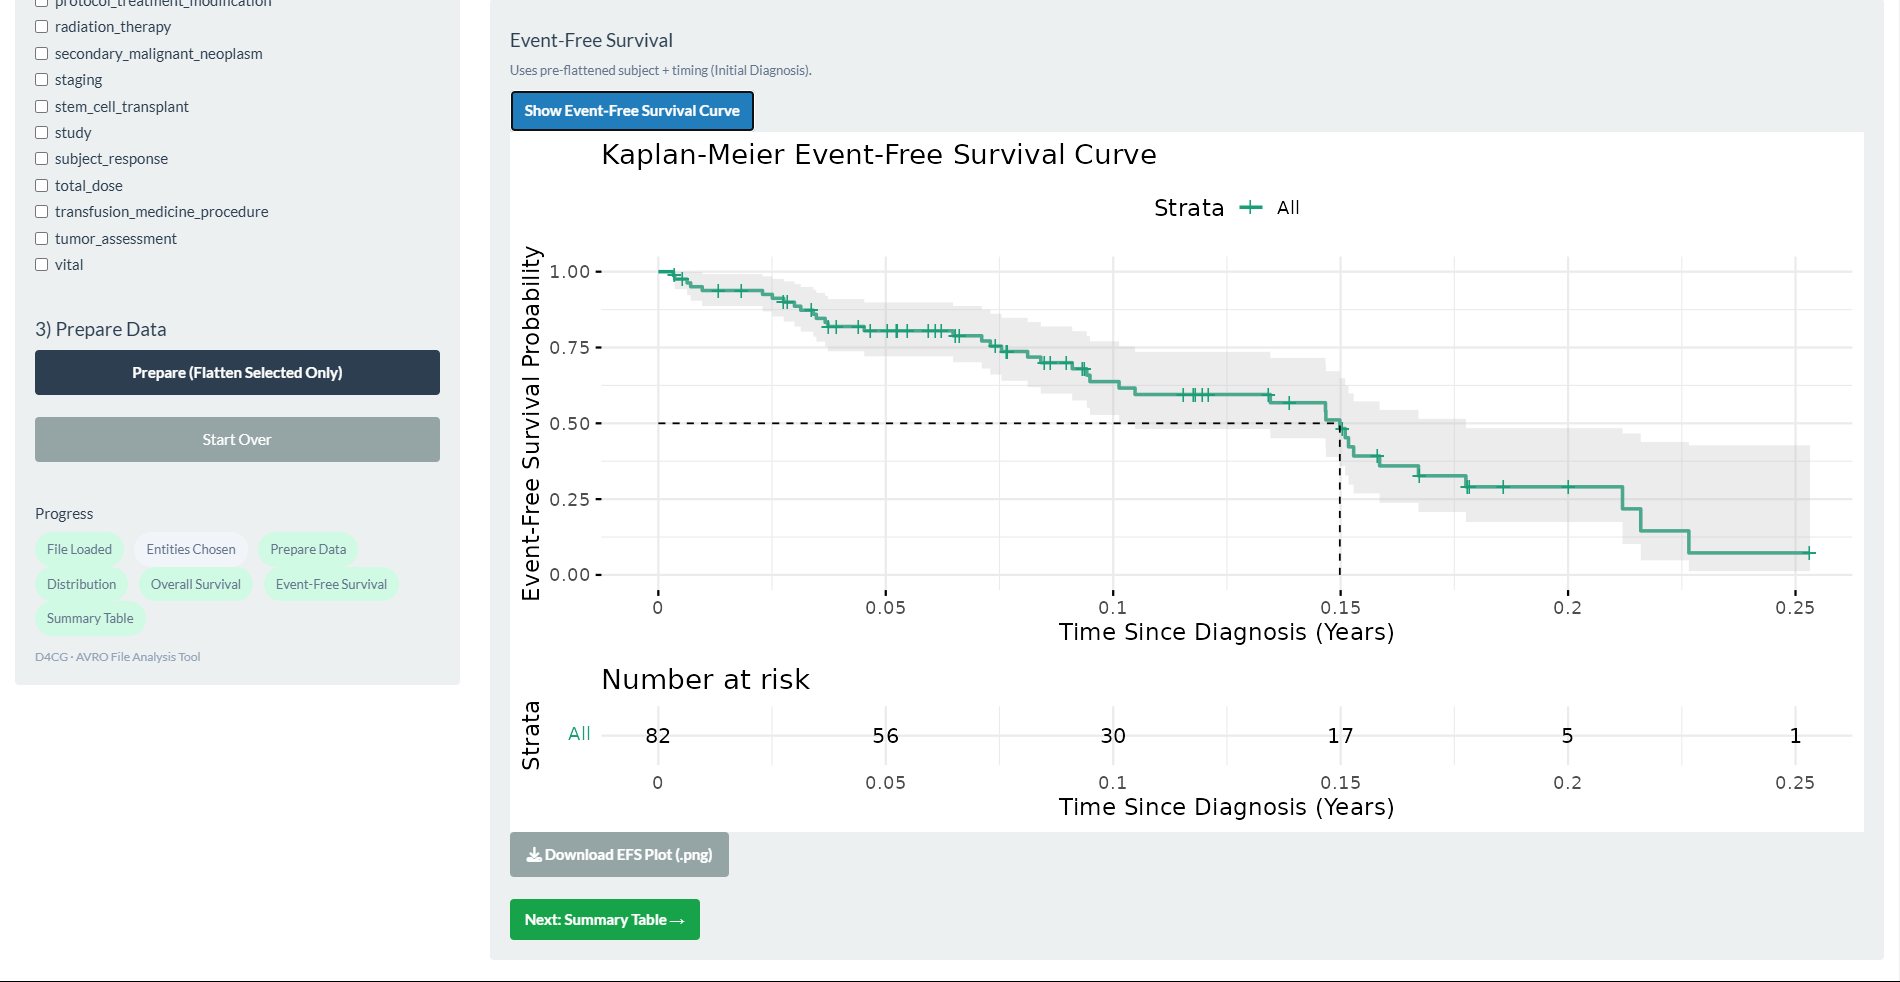 protocol_treatment_modification
radiation_therapy
secondary_malignant_neoplasm
staging
stem_cell_transplant
study
subject_response
total_dose
transfusion_medicine_procedure
tumor_assessment
vital
3) Prepare Data
Prepare (Flatten Selected Only)
Start Over
Progress
File Loaded
Entities Chosen
Prepare Data
Distribution
Overall Survival
Event-Free Survival
Summary Table
D4CG · AVRO File Analysis Tool
Event-Free Survival
Uses pre-flattened subject + timing (Initial Diagnosis).
Show Event-Free Survival Curve
Kaplan-Meier Event-Free Survival Curve
Strata All
Event-Free Survival Probability
1.00
0.75
0.50
0.25
0.00
0 0.05 0.1 0.15 0.2 0.25
Time Since Diagnosis (Years)
Number at risk
Strata
All 82 56 30 17 5 1
0 0.05 0.1 0.15 0.2 0.25
Time Since Diagnosis (Years)
Download EFS Plot (.png)
Next: Summary Table →